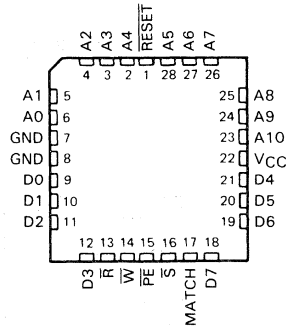 A2 A3 A4 R̅E̅S̅E̅T̅ A5 A6 A7
4 3 2 1 28 27 26
A1 5 25 A8
A0 6 24 A9
GND 7 23 A10
GND 8 22 VCC
D0 9 21 D4
D1 10 20 D5
D2 11 19 D6
12 13 14 15 16 17 18
D3 R̅ W̅ P̅E̅ S̅ MATCH D7